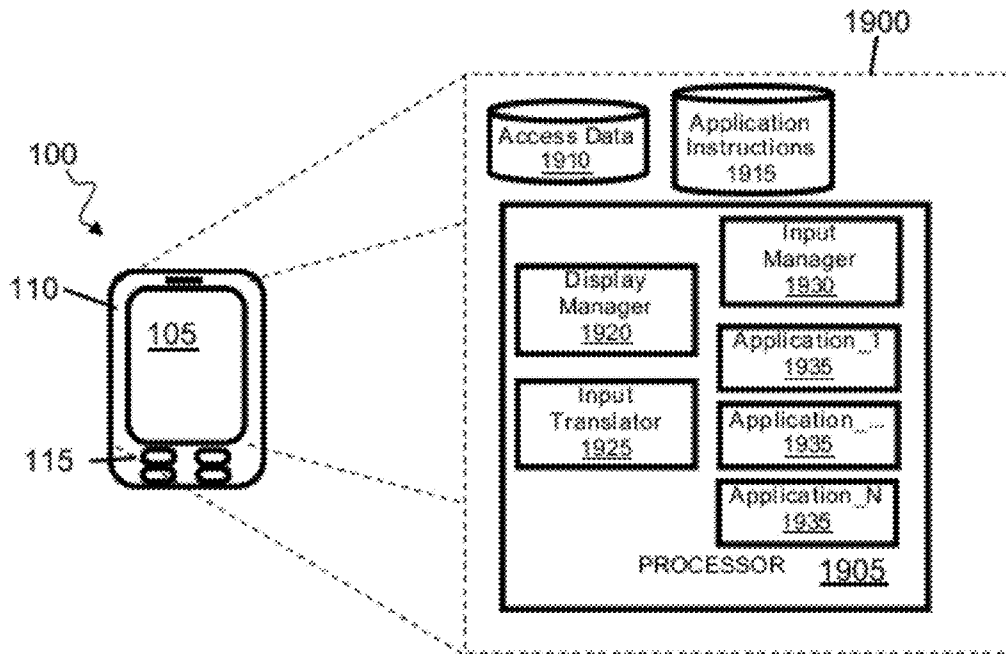 1900
100
110
105
115
Access Data
1910
Application
Instructions
1915
Display
Manager
1920
Input
Translator
1925
Input
Manager
1930
Application_1
1935
Application_...
1935
Application_N
1935
PROCESSOR 1905